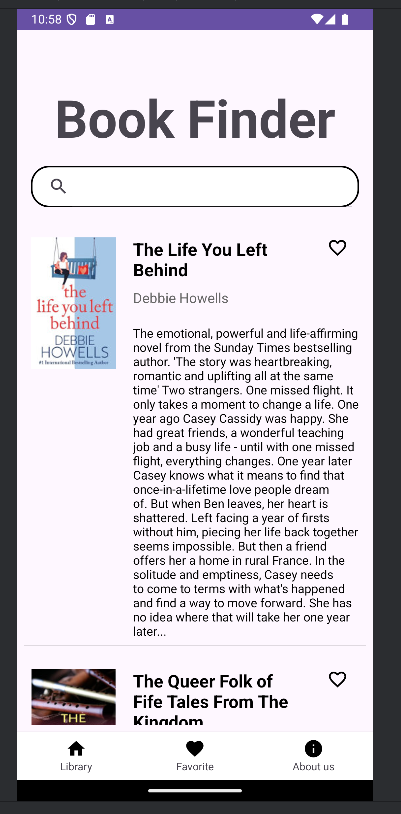 10:58
Book Finder
the
life you left
behind
DEBBIE
HOWELLS
The Life You Left
Behind
Debbie Howells
The emotional, powerful and life-affirming
novel from the Sunday Times bestselling
author. 'The story was heartbreaking,
romantic and uplifting all at the same
time' Two strangers. One missed flight. It
only takes a moment to change a life. One
year ago Casey Cassidy was happy. She
had great friends, a wonderful teaching
job and a busy life - until with one missed
flight, everything changes. One year later
Casey knows what it means to find that
once-in-a-lifetime love people dream
of. But when Ben leaves, her heart is
shattered. Left facing a year of firsts
without him, piecing her life back together
seems impossible. But then a friend
offers her a home in rural France. In the
solitude and emptiness, Casey needs
to come to terms with what's happened
and find a way to move forward. She has
no idea where that will take her one year
later...
THE
The Queer Folk of
Fife Tales From The
Kingdom
Library
Favorite
About us